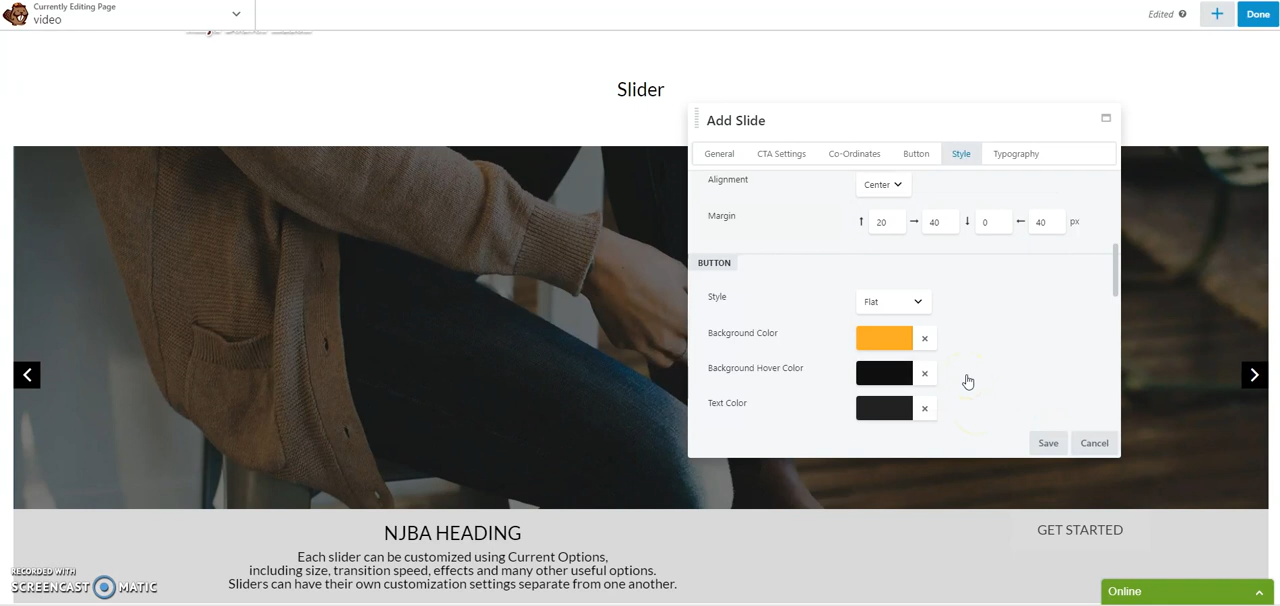 Currently Editing Page
video
Edited
Done
Slider
Add Slide
General CTA Settings Co-Ordinates Button Style Typography
Alignment Center
Margin 20 40 0 40 px
BUTTON
Style Flat
Background Color
Background Hover Color
Text Color
Save Cancel
NJBA HEADING
GET STARTED
Each slider can be customized using Current Options,
including size, transition speed, effects and many other useful options.
Sliders can have their own customization settings separate from one another.
RECORDED WITH
SCREENCAST MATIC
Online